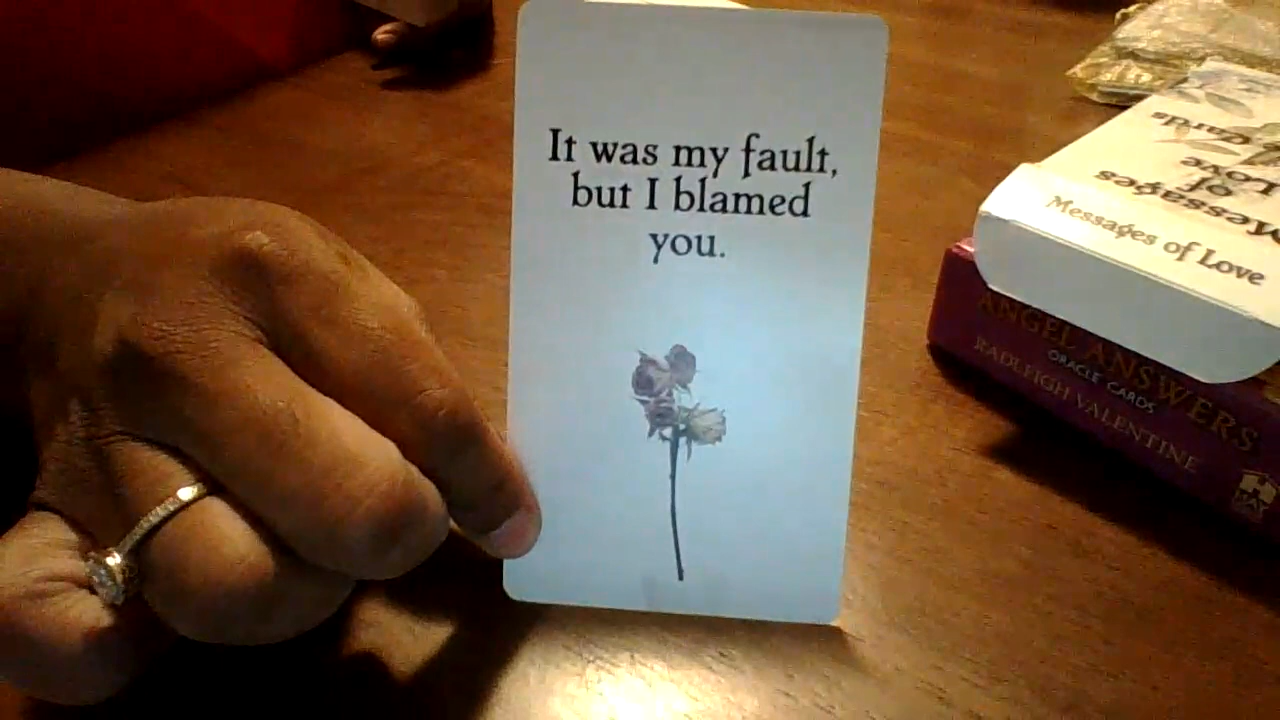 It was my fault,
but I blamed
you.
Messages
of
Love
Cards
Messages of Love
ANGEL ANSWERS
ORACLE CARDS
RADLEIGH VALENTINE
HAY